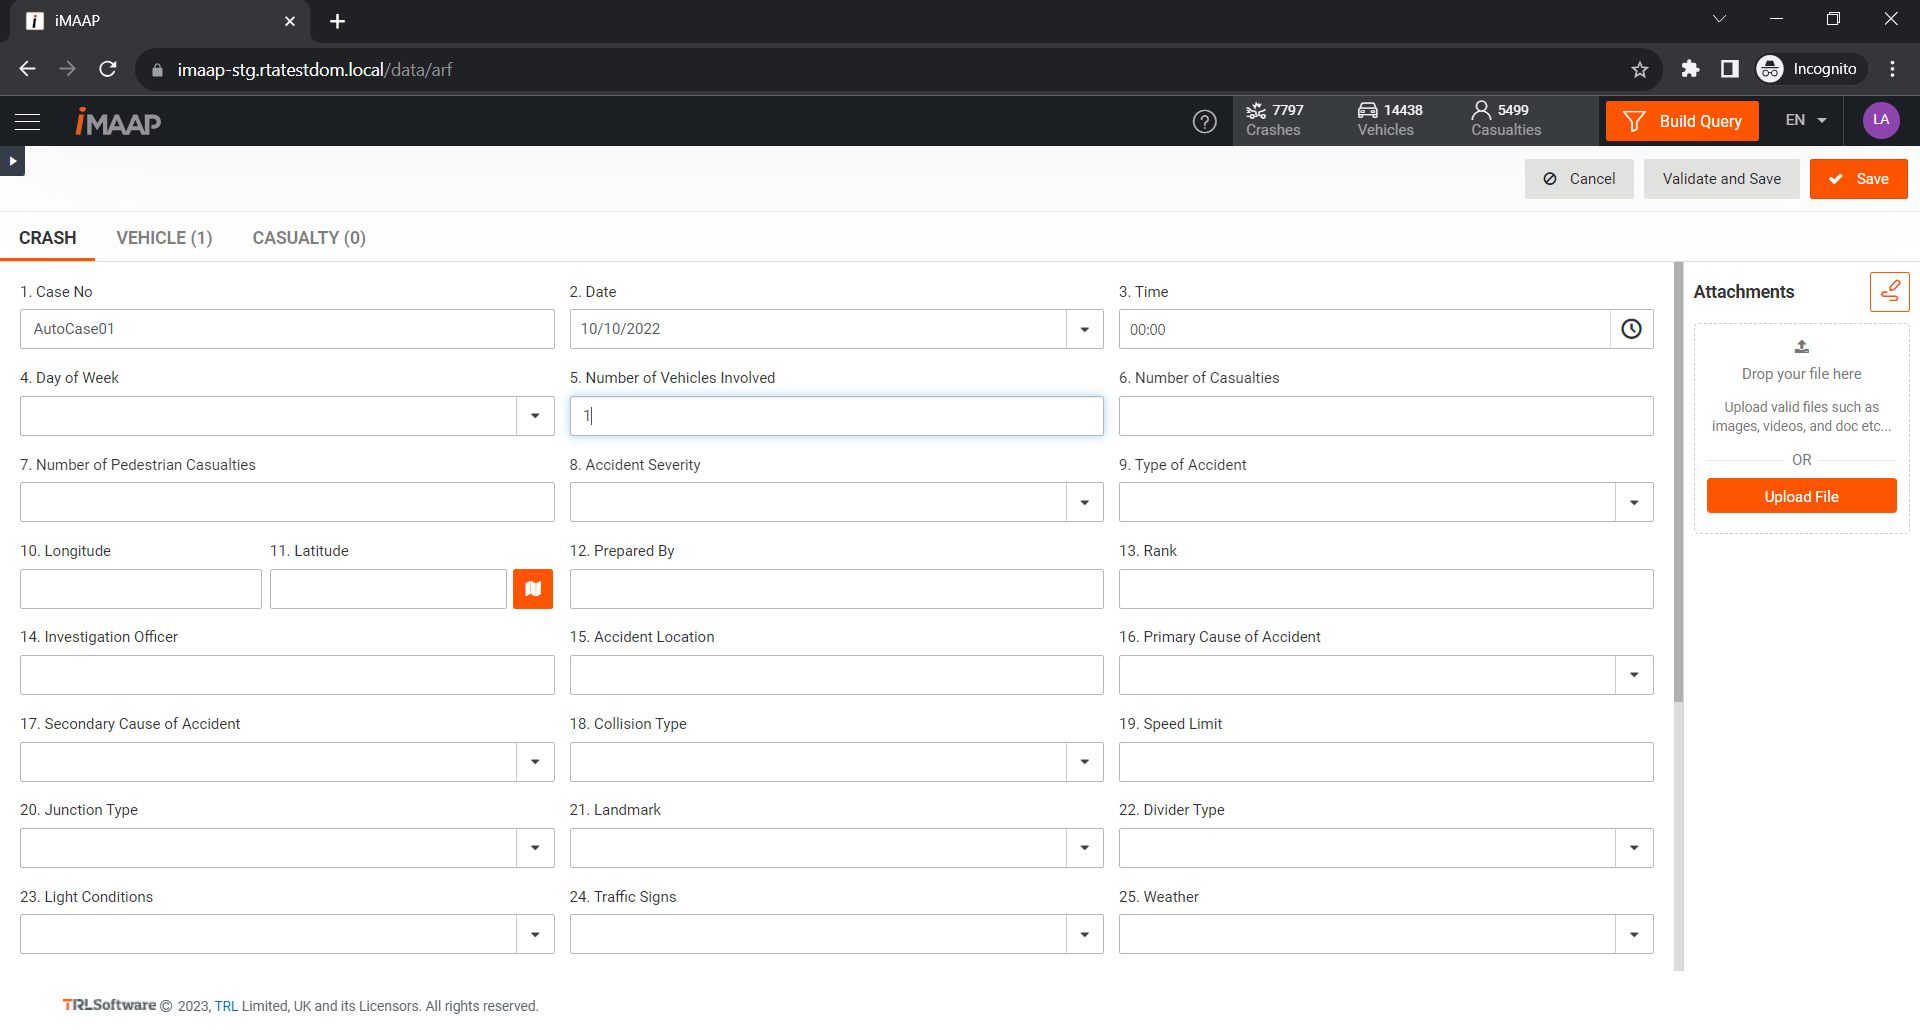 iMAAP
imaap-stg.rtatestdom.local/data/arf
Incognito
iMAAP
7797
Crashes
14438
Vehicles
5499
Casualties
Build Query
EN
LA
Cancel
Validate and Save
Save
CRASH
VEHICLE (1)
CASUALTY (0)
1. Case No
2. Date
3. Time
AutoCase01
10/10/2022
00:00
4. Day of Week
5. Number of Vehicles Involved
6. Number of Casualties
1
7. Number of Pedestrian Casualties
8. Accident Severity
9. Type of Accident
10. Longitude
11. Latitude
12. Prepared By
13. Rank
14. Investigation Officer
15. Accident Location
16. Primary Cause of Accident
17. Secondary Cause of Accident
18. Collision Type
19. Speed Limit
20. Junction Type
21. Landmark
22. Divider Type
23. Light Conditions
24. Traffic Signs
25. Weather
Attachments
Drop your file here
Upload valid files such as
images, videos, and doc etc...
OR
Upload File
TRLSoftware © 2023, TRL Limited, UK and its Licensors. All rights reserved.